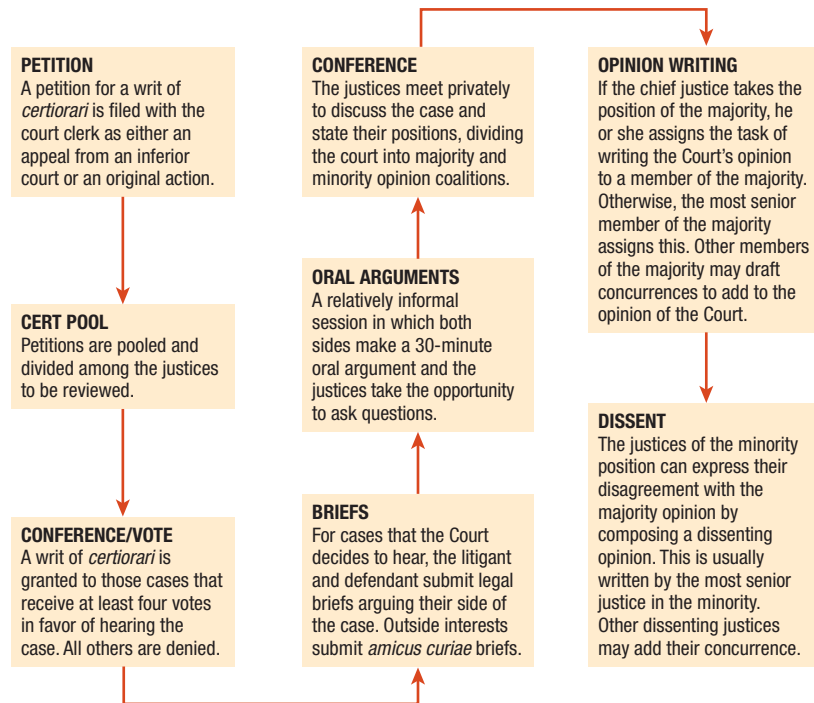 PETITION
A petition for a writ of
certiorari is filed with the
court clerk as either an
appeal from an inferior
court or an original action.
CERT POOL
Petitions are pooled and
divided among the justices
to be reviewed.
CONFERENCE/VOTE
A writ of certiorari is
granted to those cases that
receive at least four votes
in favor of hearing the
case. All others are denied.
BRIEFS
For cases that the Court
decides to hear, the litigant
and defendant submit legal
briefs arguing their side of
the case. Outside interests
submit amicus curiae briefs.
ORAL ARGUMENTS
A relatively informal
session in which both
sides make a 30-minute
oral argument and the
justices take the opportunity
to ask questions.
CONFERENCE
The justices meet privately
to discuss the case and
state their positions, dividing
the court into majority and
minority opinion coalitions.
OPINION WRITING
If the chief justice takes the
position of the majority, he
or she assigns the task of
writing the Court's opinion
to a member of the majority.
Otherwise, the most senior
member of the majority
assigns this. Other members
of the majority may draft
concurrences to add to the
opinion of the Court.
DISSENT
The justices of the minority
position can express their
disagreement with the
majority opinion by
composing a dissenting
opinion. This is usually
written by the most senior
justice in the minority.
Other dissenting justices
may add their concurrence.